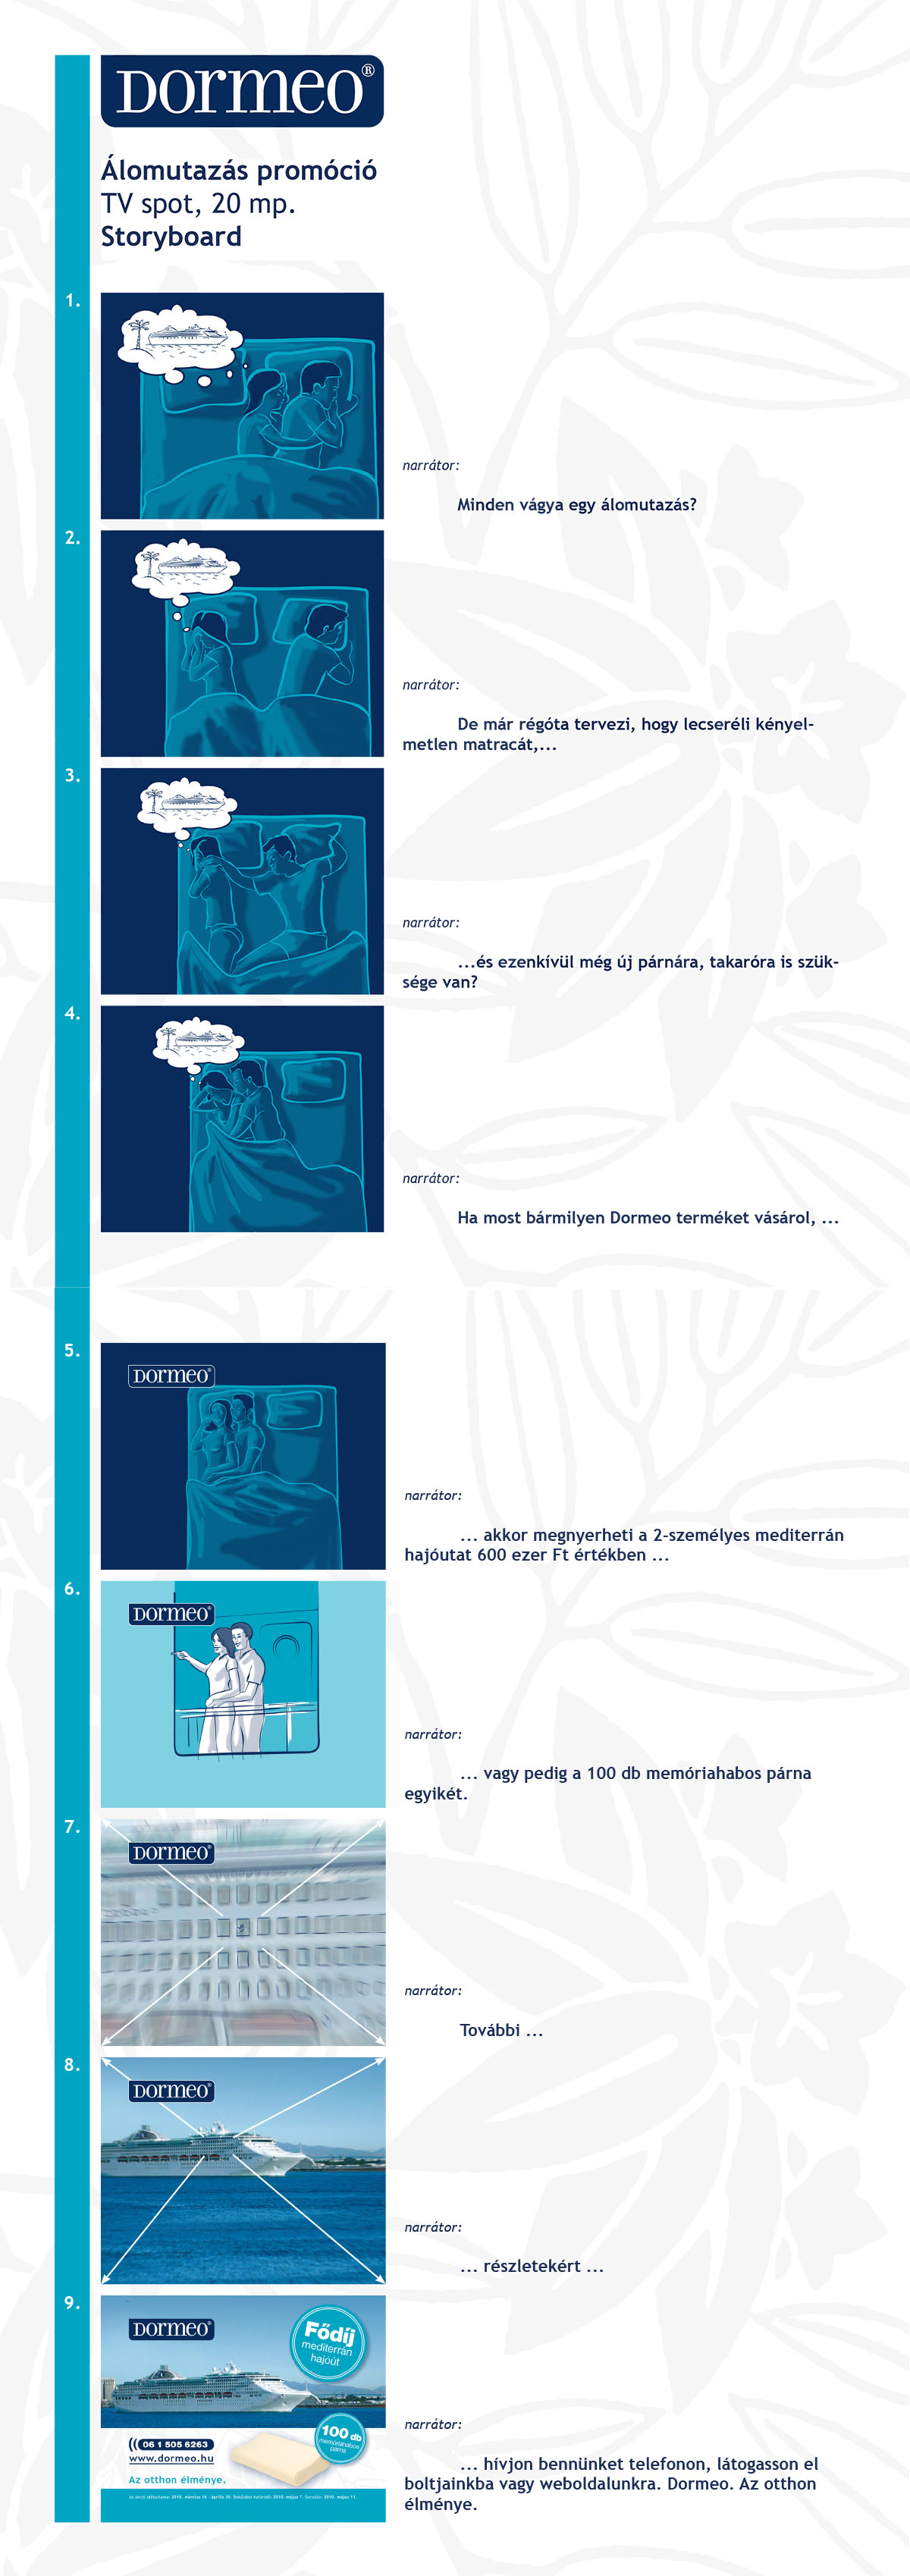 Dormeo®
Álomutazás promóció
TV spot, 20 mp.
Storyboard
1.
narrátor:
Minden vágya egy álomutazás?
2.
narrátor:
De már régóta tervezi, hogy lecseréli kényel-
metlen matracát,...
3.
narrátor:
...és ezenkívül még új párnára, takaróra is szük-
sége van?
4.
narrátor:
Ha most bármilyen Dormeo terméket vásárol, ...
5.
Dormeo®
narrátor:
... akkor megnyerheti a 2-személyes mediterrán
hajóutat 600 ezer Ft értékben ...
6.
Dormeo®
narrátor:
... vagy pedig a 100 db memóriahabos párna
egyikét.
7.
Dormeo®
narrátor:
További ...
8.
Dormeo®
narrátor:
... részletekért ...
9.
Dormeo®
Fődíj
mediterrán
hajóút
100 db
memóriahabos
párna
06 1 505 6263
www.dormeo.hu
Az otthon élménye.
narrátor:
... hívjon bennünket telefonon, látogasson el
boltjainkba vagy weboldalunkra. Dormeo. Az otthon
élménye.